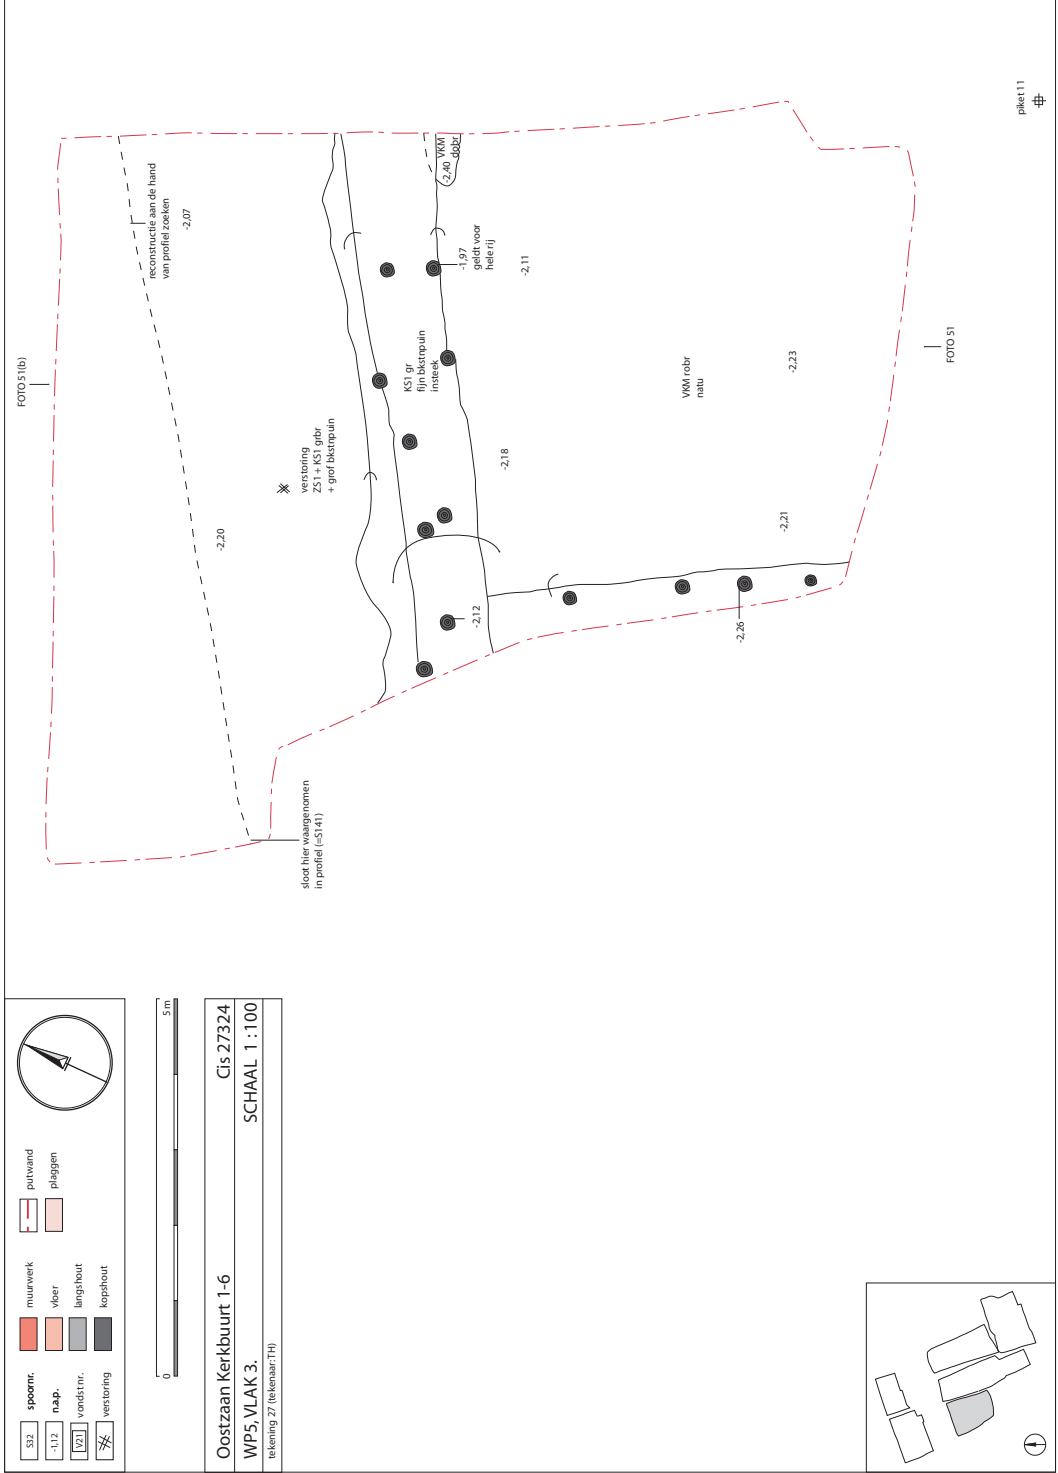 piket 11
FOTO 51(b)
reconstructie aan de hand
van profiel zoeken
-2,07
VKM
dobr
-2,40
-1,97
geldt voor
hele rij
-2,11
KS1 gr
fijn bkstnpuin
insteek
VKM robr
natu
-2,23
FOTO 51
verstoring
ZS1 + KS1 grbr
+ grof bkstnpuin
-2,18
-2,20
-2,21
-2,12
-2,26
sloot hier waargenomen
in profiel (=S141)
S32 spoornr.
-1,12 n.a.p.
V21 vondstnr.
verstoring
muurwerk
vloer
langshout
kopshout
putwand
plaggen
0 5 m
Oostzaan Kerkbuurt 1-6 Cis 27324
WP5, VLAK 3. SCHAAL 1 :100
tekening 27 (tekenaar:TH)